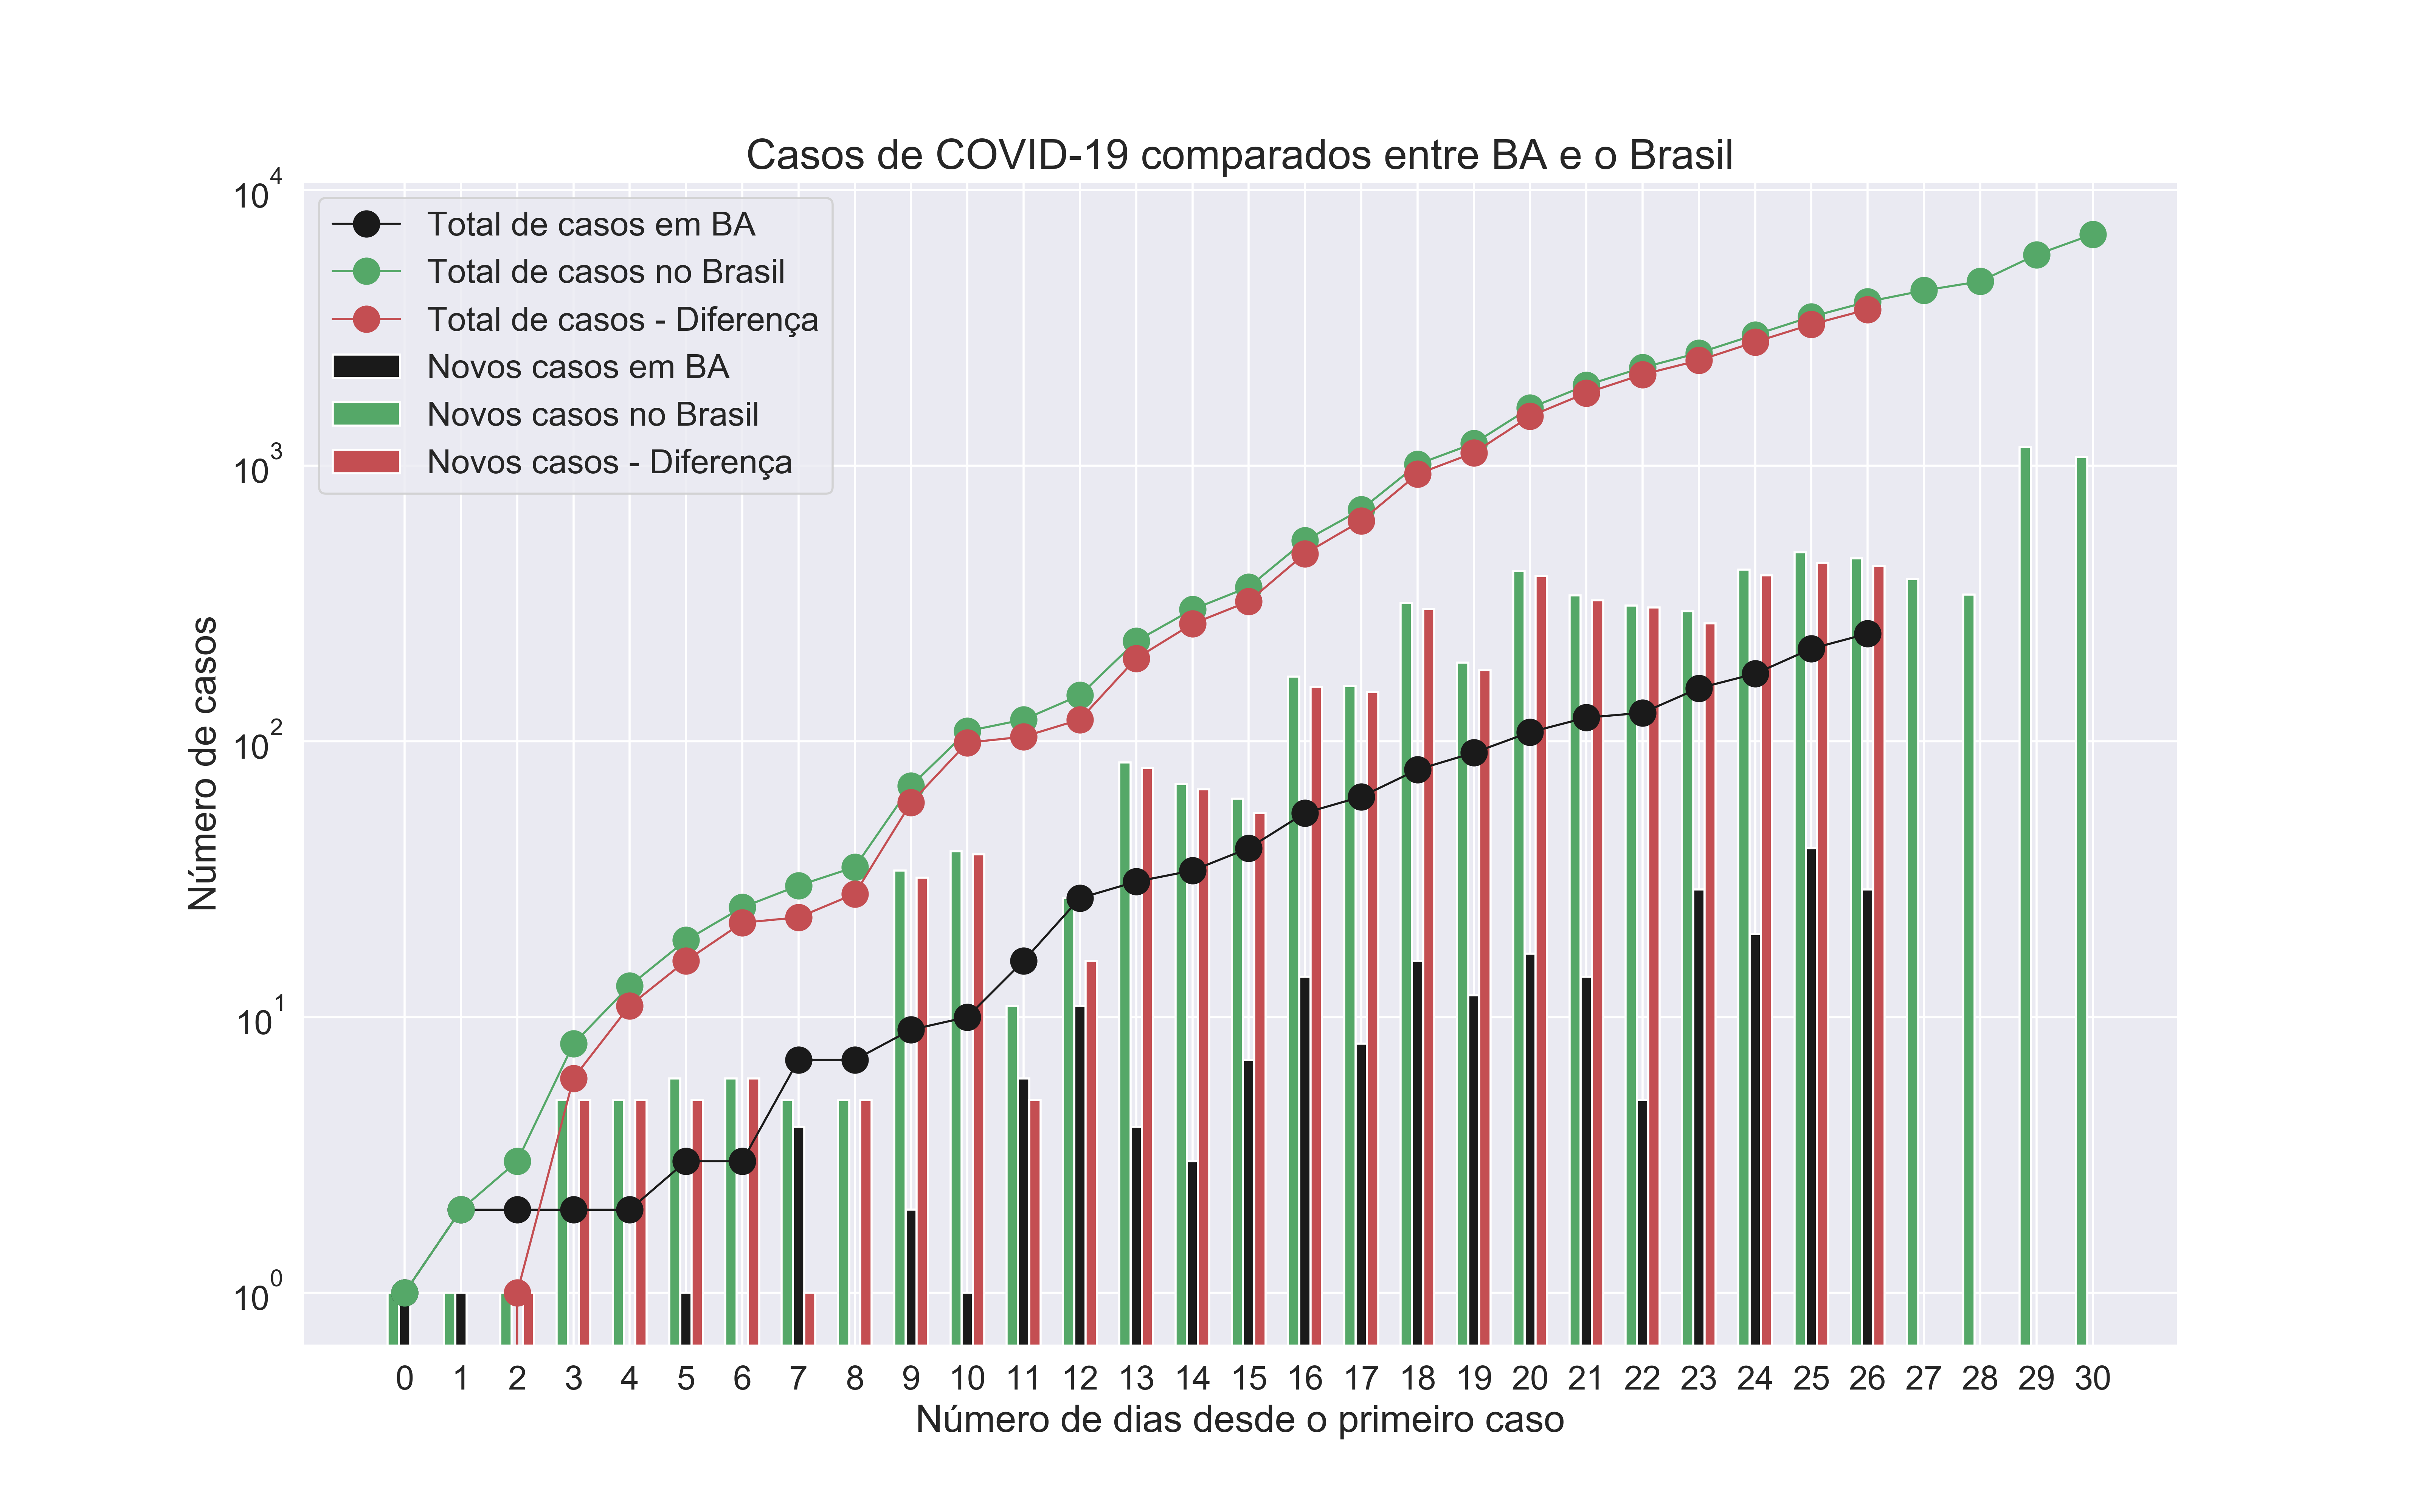 Casos de COVID-19 comparados entre BA e o Brasil
10^4
10^3
10^2
10^1
10^0
Número de casos
Total de casos em BA
Total de casos no Brasil
Total de casos - Diferença
Novos casos em BA
Novos casos no Brasil
Novos casos - Diferença
0 1 2 3 4 5 6 7 8 9 10 11 12 13 14 15 16 17 18 19 20 21 22 23 24 25 26 27 28 29 30
Número de dias desde o primeiro caso